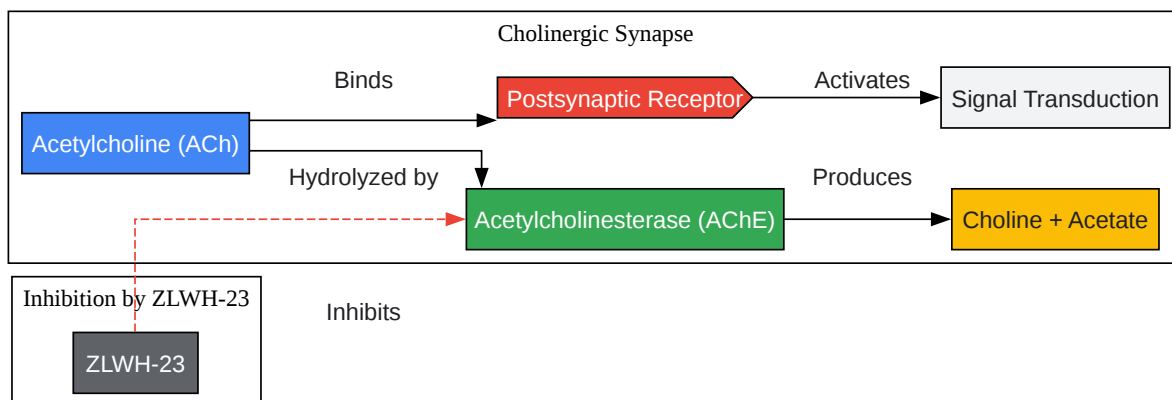 Cholinergic Synapse
Binds
Activates
Postsynaptic Receptor
Signal Transduction
Acetylcholine (ACh)
Hydrolyzed by
Produces
Acetylcholinesterase (AChE)
Choline + Acetate
Inhibition by ZLWH-23
Inhibits
ZLWH-23